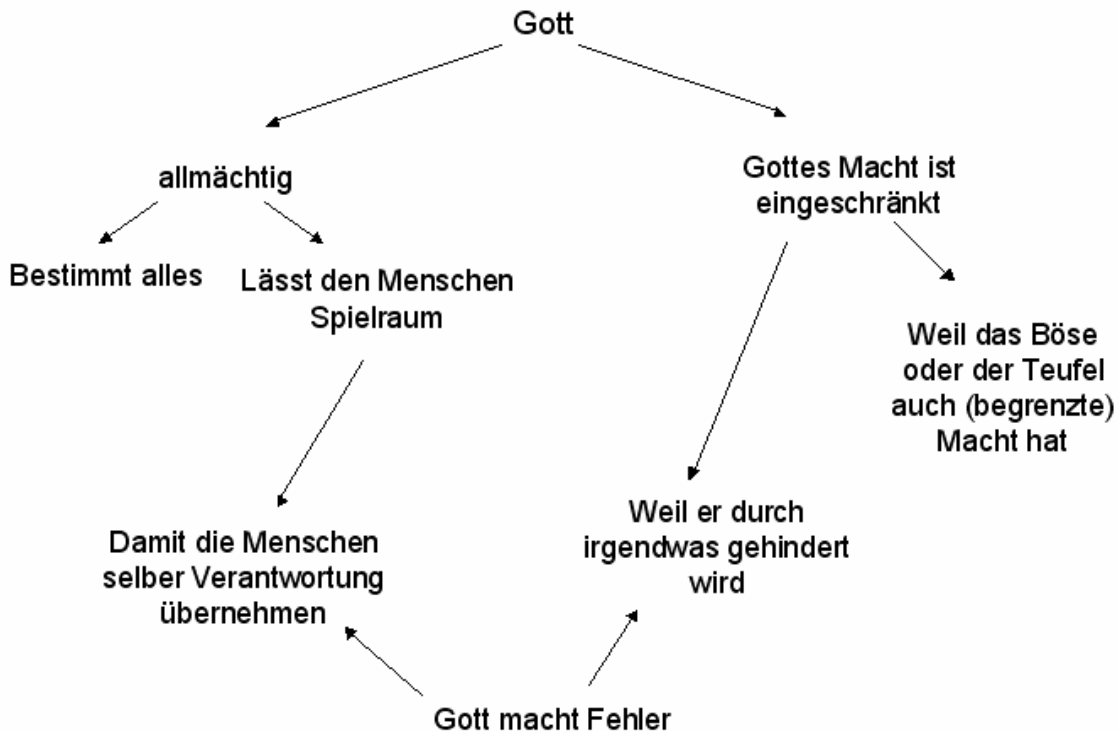 Gott
allmächtig
Gottes Macht ist
eingeschränkt
Bestimmt alles
Lässt den Menschen
Spielraum
Weil das Böse
oder der Teufel
auch (begrenzte)
Macht hat
Damit die Menschen
selber Verantwortung
übernehmen
Weil er durch
irgendwas gehindert
wird
Gott macht Fehler